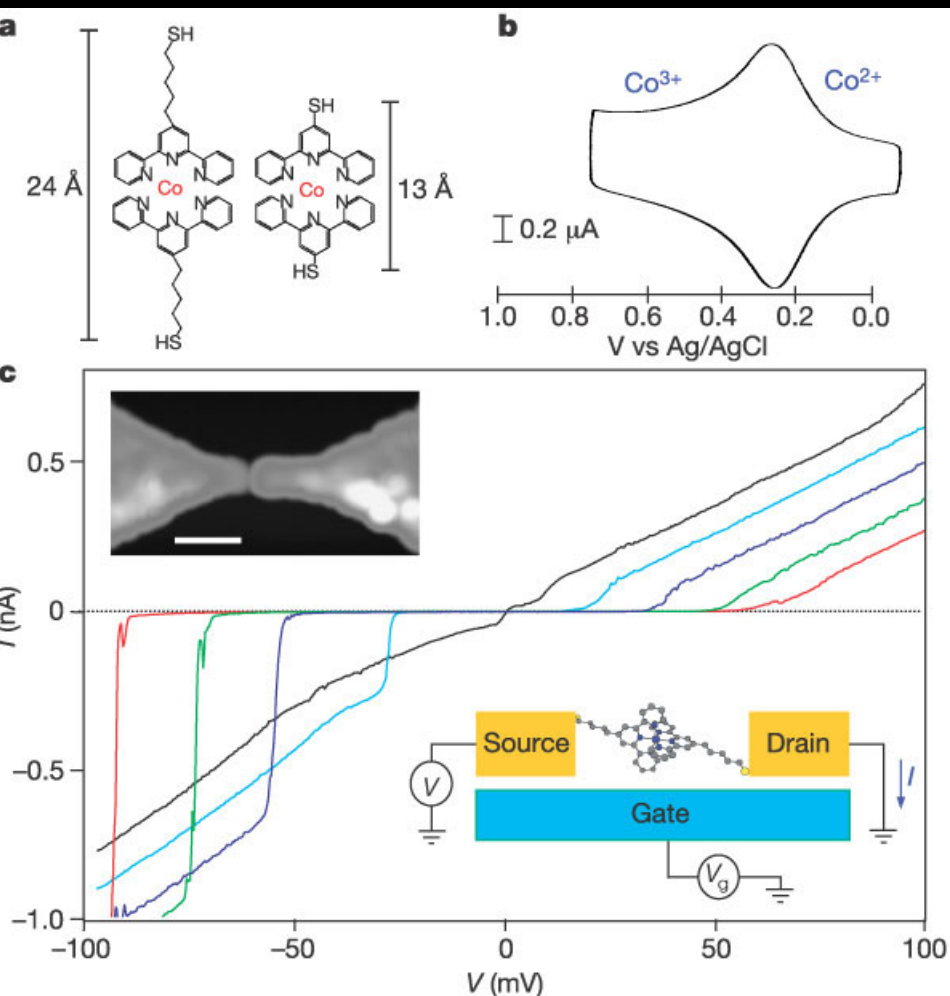 a
SH
N
N
N
Co
N
N
N
HS
24 Å
SH
N
N
N
Co
N
N
N
HS
13 Å
b
Co3+
Co2+
0.2 μA
1.0 0.8 0.6 0.4 0.2 0.0
V vs Ag/AgCl
c
I (nA)
0.5
0
−0.5
−1.0
Source
Drain
Gate
V
I
Vg
−100 −50 0 50 100
V (mV)